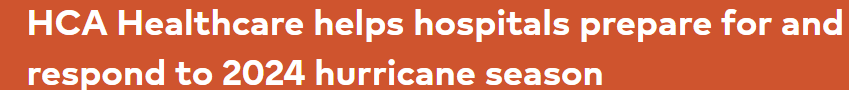 HCA Healthcare helps hospitals prepare for and
respond to 2024 hurricane season